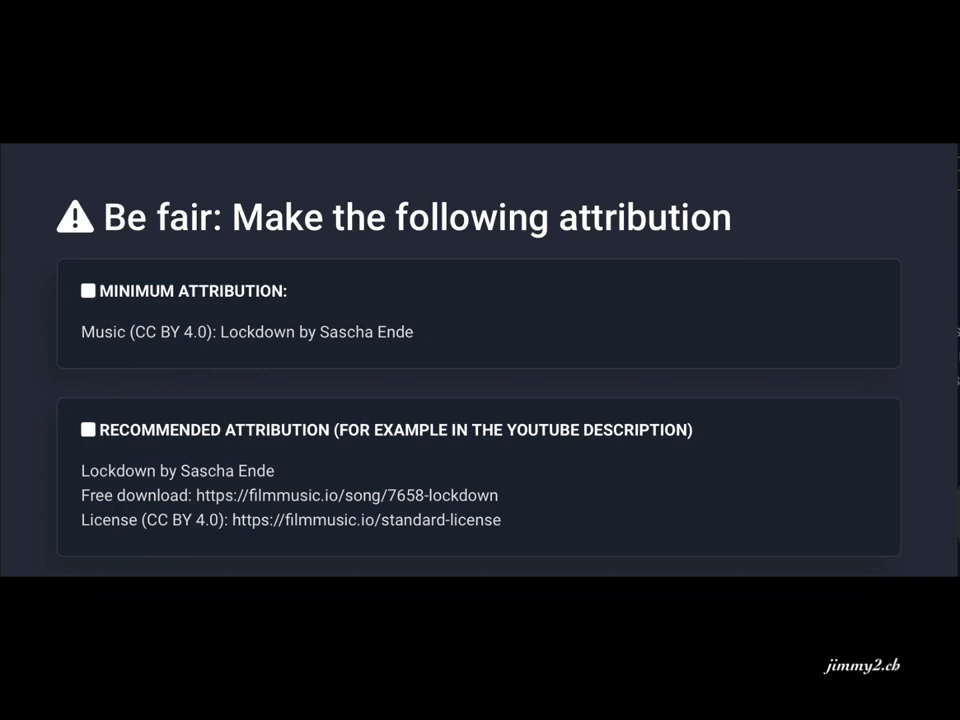 Be fair: Make the following attribution
MINIMUM ATTRIBUTION:
Music (CC BY 4.0): Lockdown by Sascha Ende
RECOMMENDED ATTRIBUTION (FOR EXAMPLE IN THE YOUTUBE DESCRIPTION)
Lockdown by Sascha Ende
Free download: https://filmmusic.io/song/7658-lockdown
License (CC BY 4.0): https://filmmusic.io/standard-license
jimmy2.cb